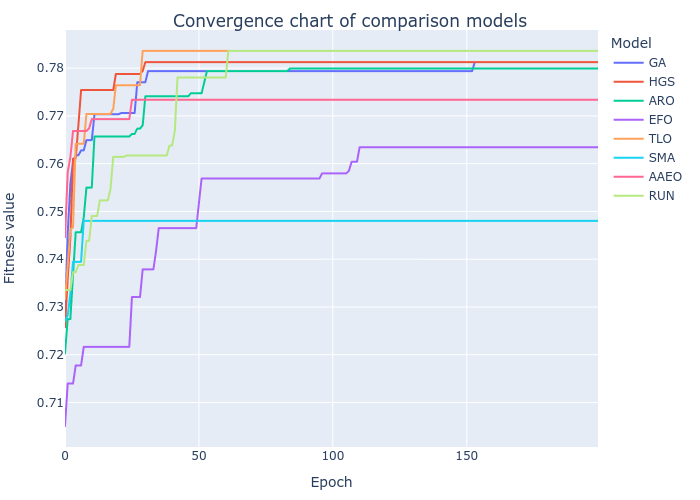 Convergence chart of comparison models
Model
GA
HGS
ARO
EFO
TLO
SMA
AAEO
RUN
Fitness value
0.78
0.77
0.76
0.75
0.74
0.73
0.72
0.71
0
50
100
150
Epoch